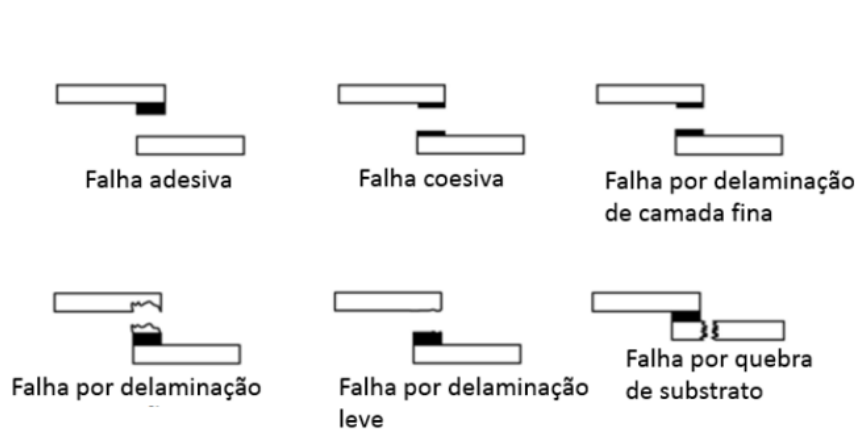 Falha adesiva
Falha coesiva
Falha por delaminação
de camada fina
Falha por delaminação
Falha por delaminação
leve
Falha por quebra
de substrato